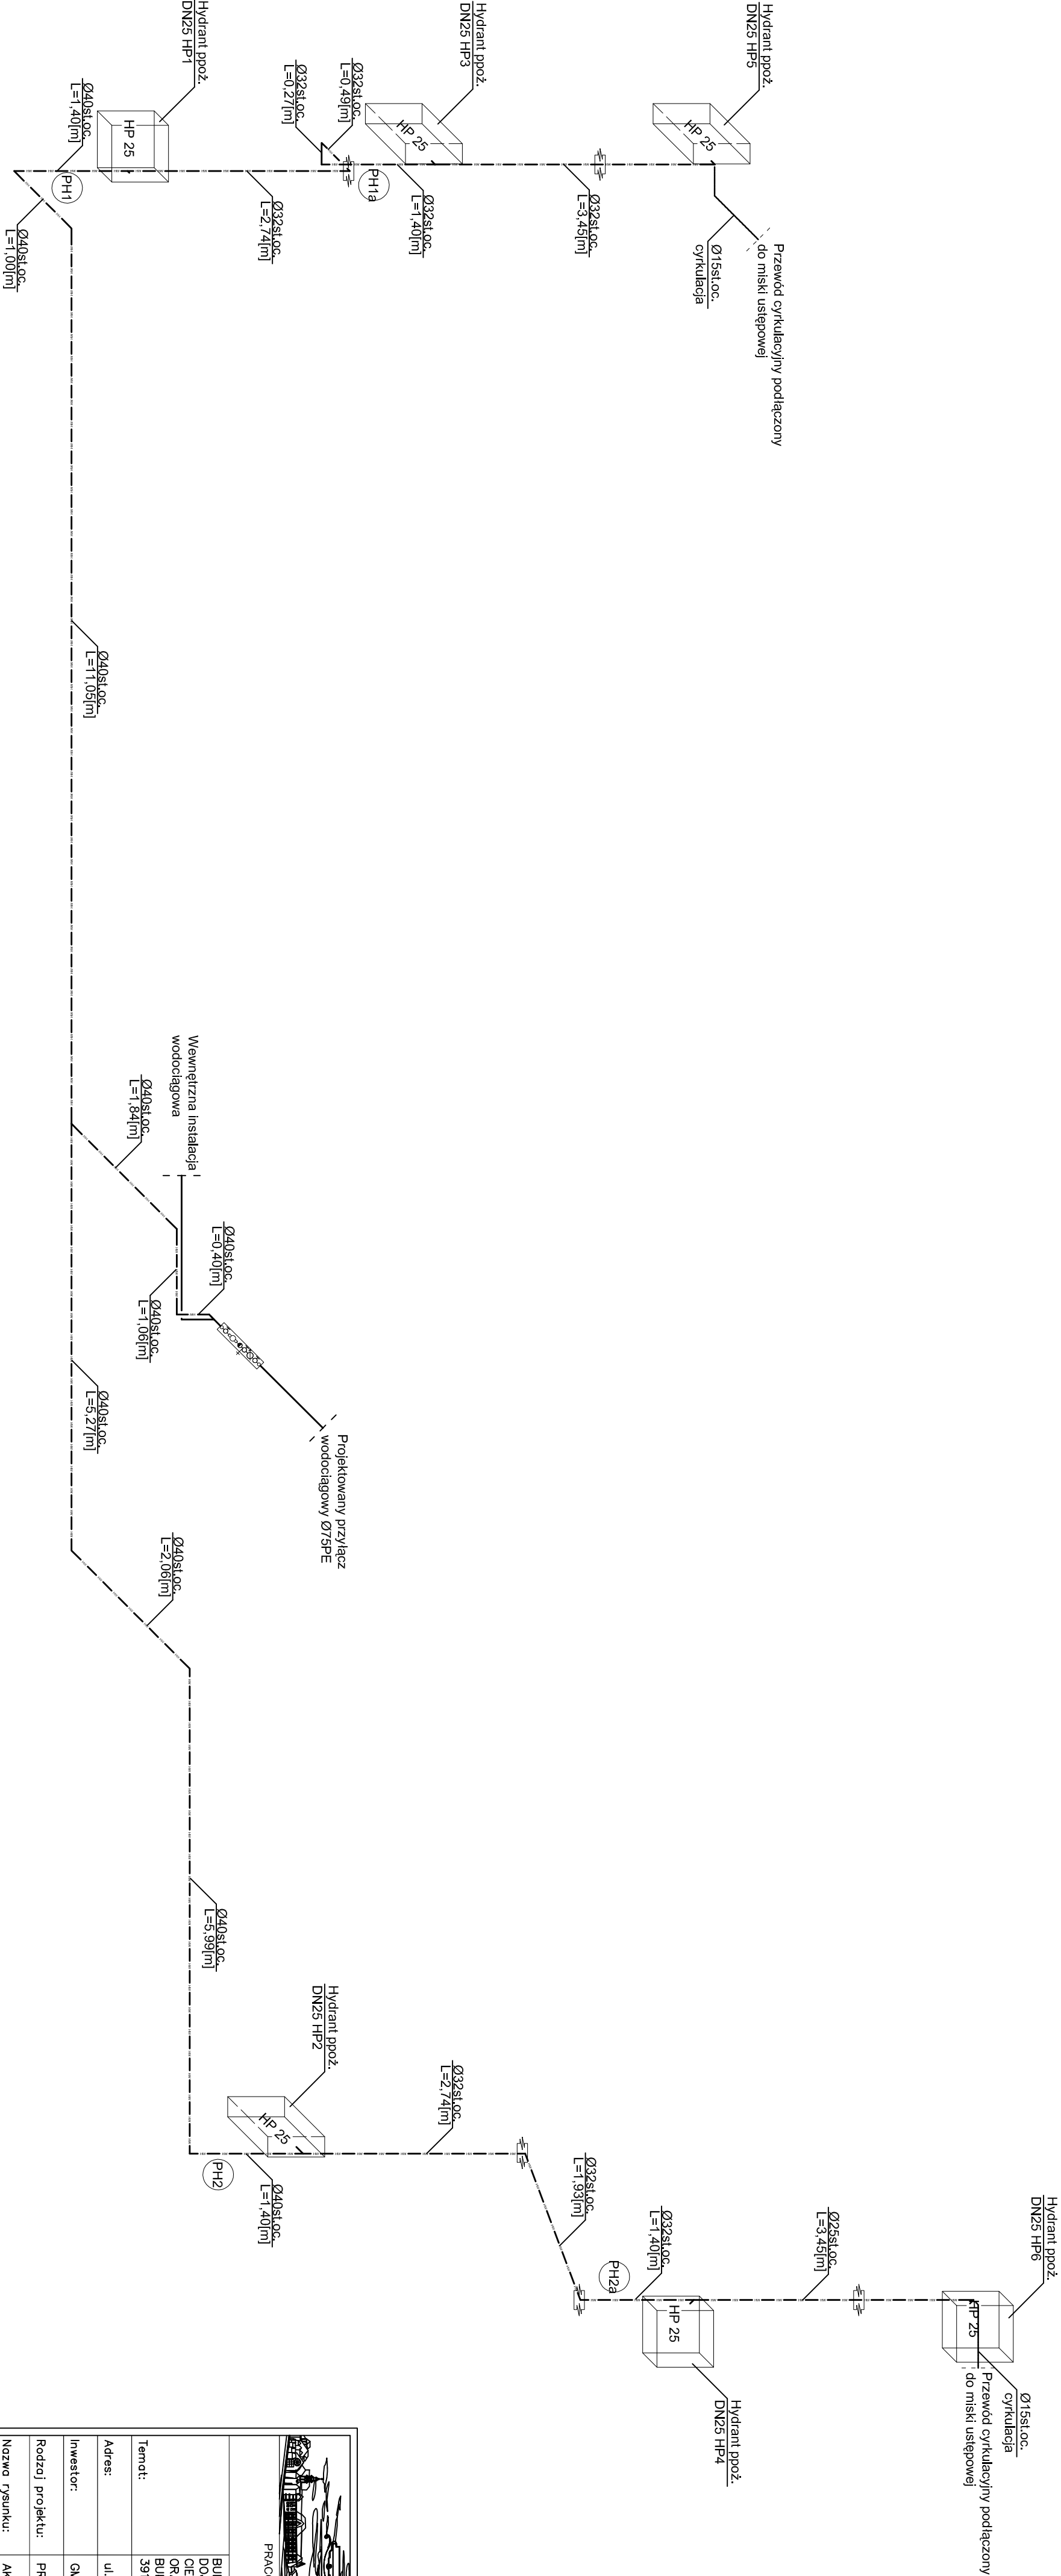 Hydrant ppoż.
DN25 HP6
Ø15st.oc.
cyrkulacja
Przewód cyrkulacyjny podłączony
do miski ustępowej
HP 25
Ø25st.oc.
L=3,45[m]
Hydrant ppoż.
DN25 HP4
HP 25
Ø32st.oc.
L=1,40[m]
PH2a
Ø32st.oc.
L=1,93[m]
Ø32st.oc.
L=2,74[m]
Hydrant ppoż.
DN25 HP2
HP 25
Ø40st.oc.
L=1,40[m]
PH2
Ø40st.oc.
L=5,99[m]
Ø40st.oc.
L=2,06[m]
Ø40st.oc.
L=5,27[m]
Projektowany przyłącz
wodociągowy Ø75PE
Ø40st.oc.
L=0,40[m]
Ø40st.oc.
L=1,06[m]
Wewnętrzna instalacja
wodociągowa
Ø40st.oc.
L=1,84[m]
Ø40st.oc.
L=11,05[m]
Hydrant ppoż.
DN25 HP5
HP 25
Przewód cyrkulacyjny podłączony
do miski ustępowej
Ø15st.oc.
cyrkulacja
Ø32st.oc.
L=3,45[m]
Hydrant ppoż.
DN25 HP3
HP 25
Ø32st.oc.
L=1,40[m]
PH1a
Ø32st.oc.
L=0,49[m]
Ø32st.oc.
L=0,27[m]
Ø32st.oc.
L=2,74[m]
Hydrant ppoż.
DN25 HP1
HP 25
Ø40st.oc.
L=1,40[m]
PH1
Ø40st.oc.
L=1,00[m]
Temat:
Adres:
ul.
Inwestor:
Rodzaj projektu:
Nazwa rysunku: